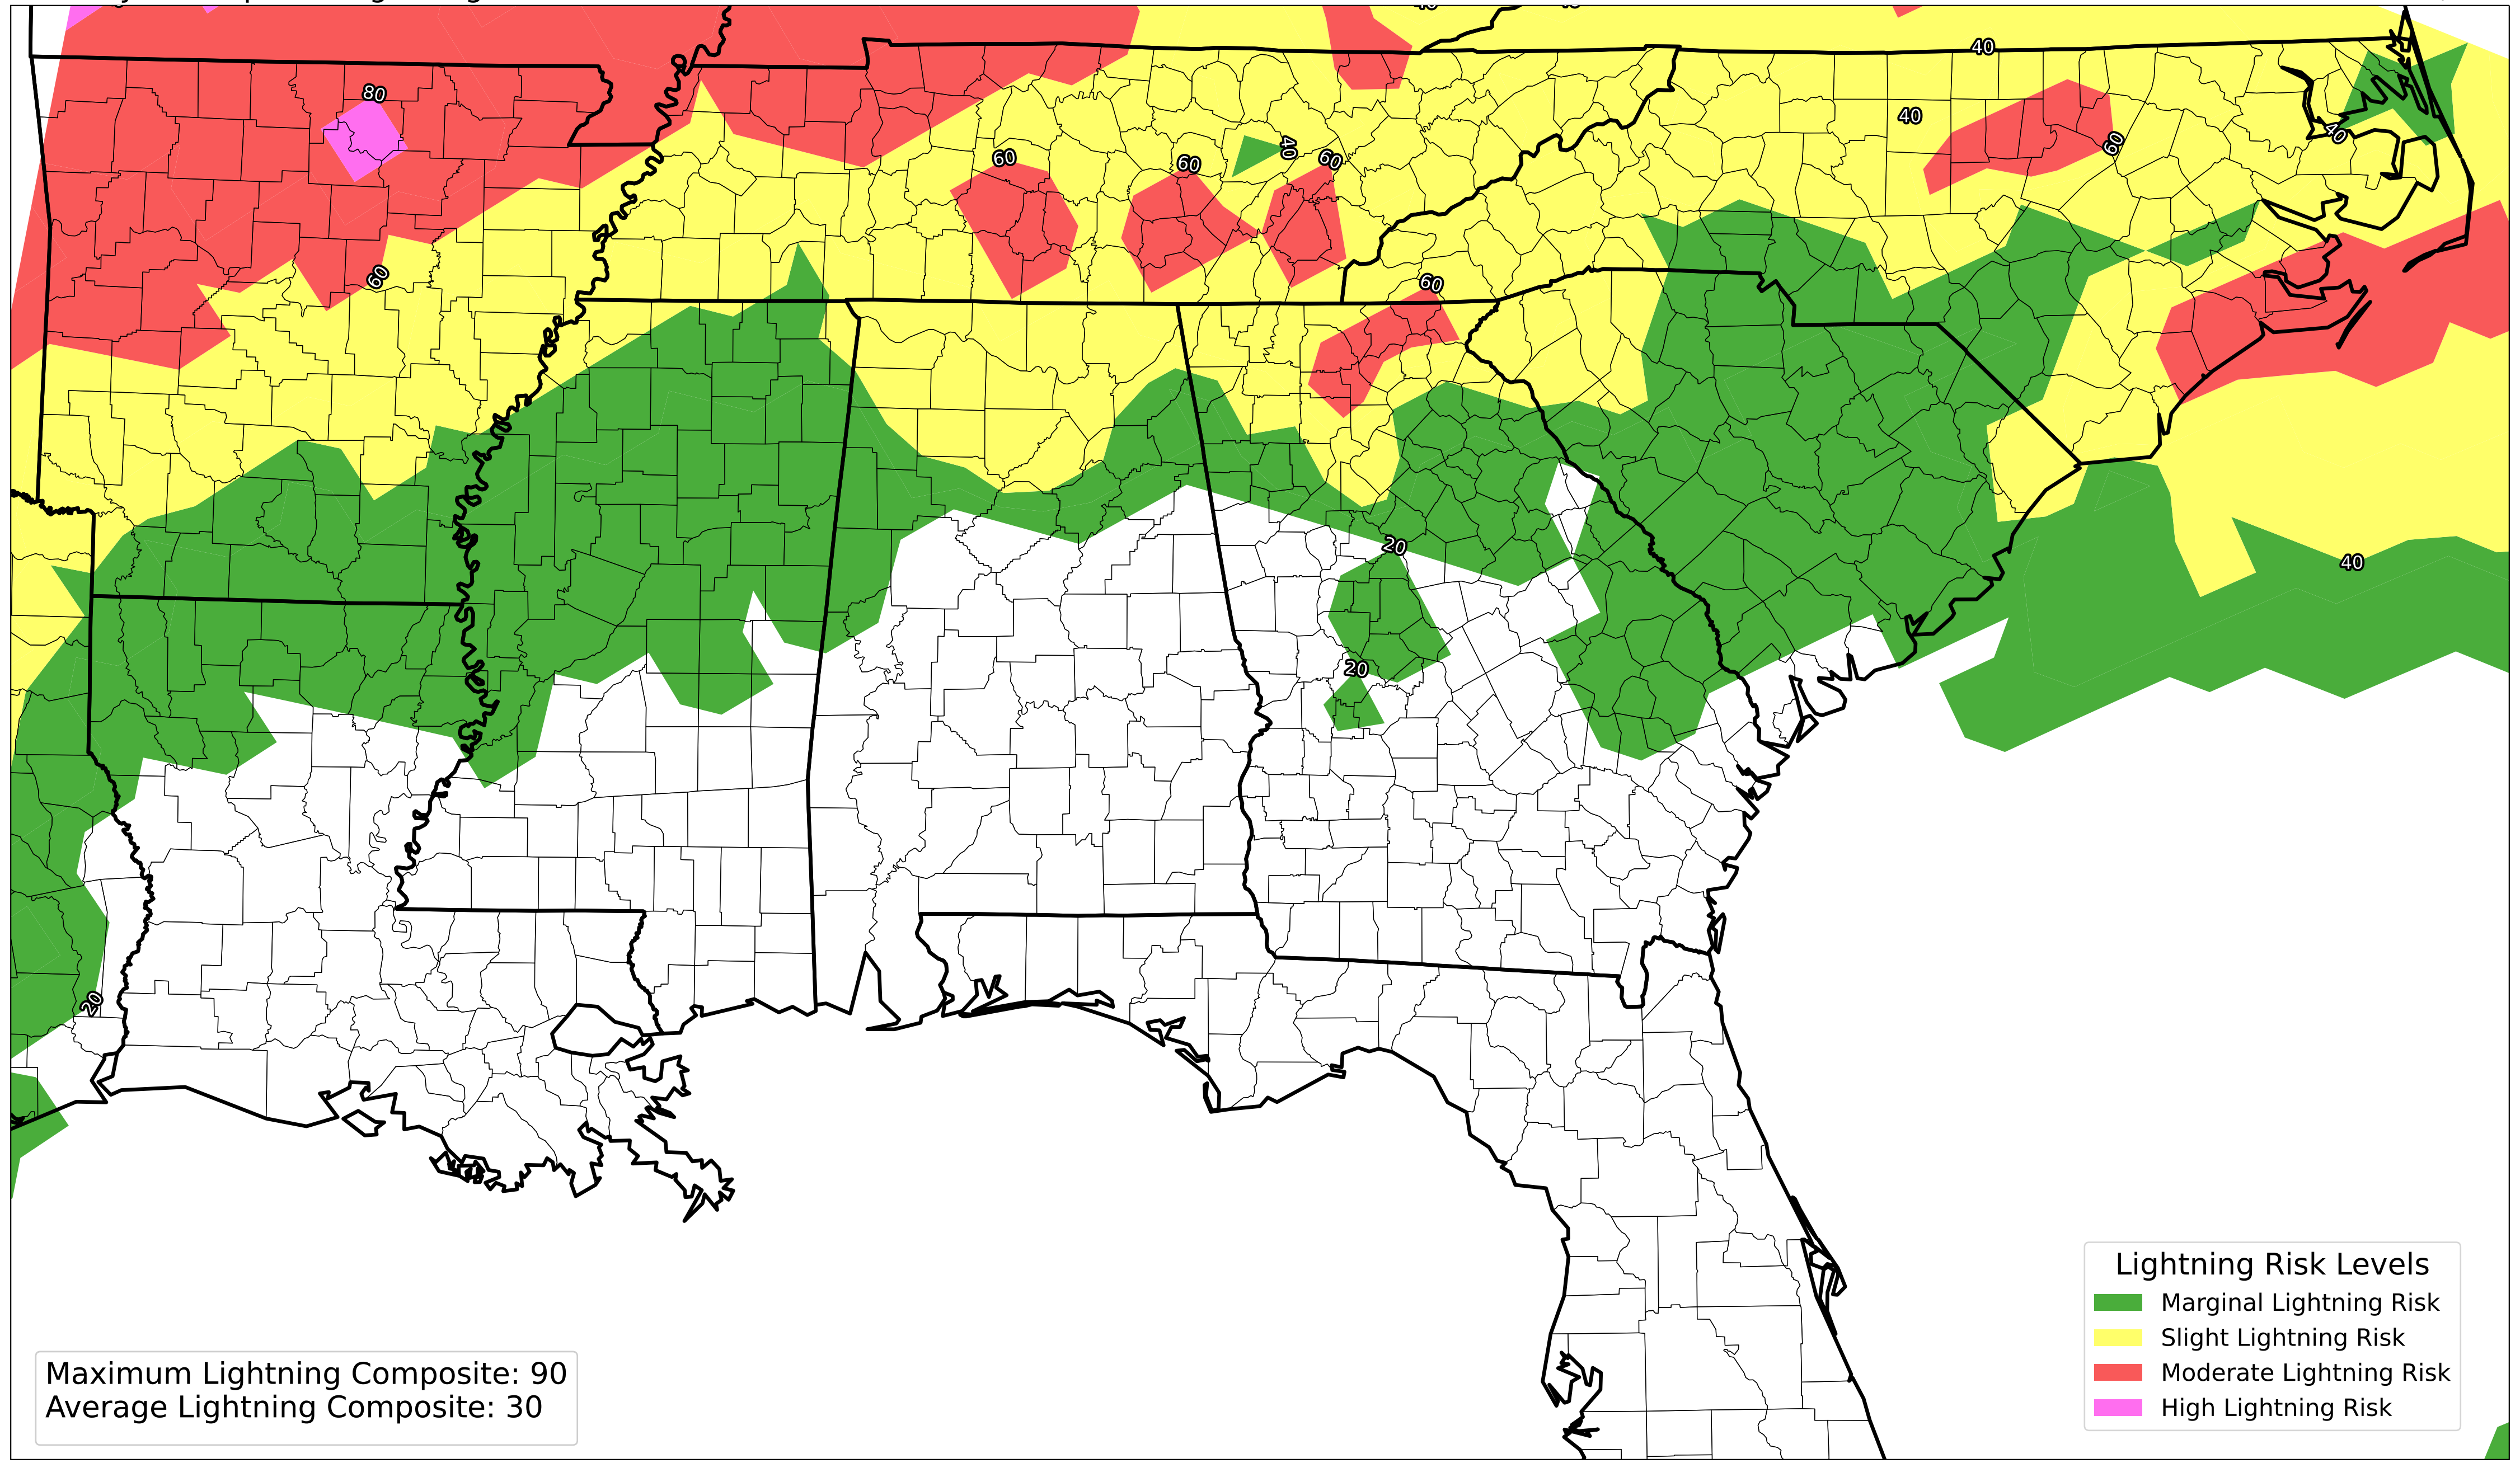 40
80
40
40
60
60
60
40
60
40
60
60
20
40
20
20
Lightning Risk Levels
Marginal Lightning Risk
Slight Lightning Risk
Moderate Lightning Risk
High Lightning Risk
Maximum Lightning Composite: 90
Average Lightning Composite: 30